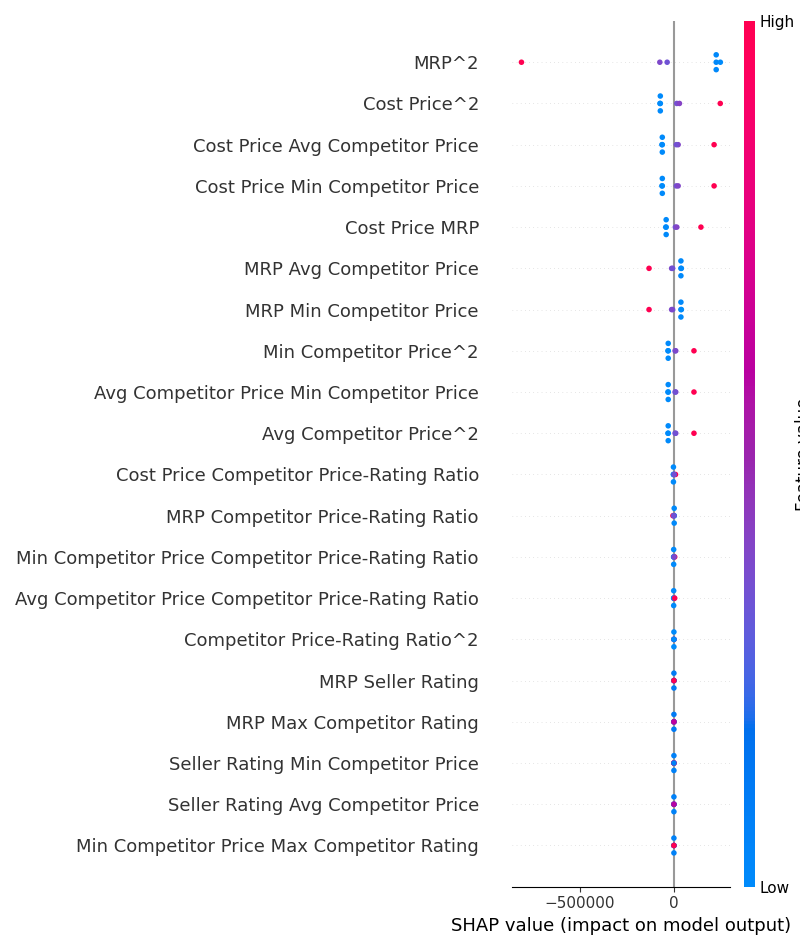 High
MRP^2
Cost Price^2
Cost Price Avg Competitor Price
Cost Price Min Competitor Price
Cost Price MRP
MRP Avg Competitor Price
MRP Min Competitor Price
Min Competitor Price^2
Avg Competitor Price Min Competitor Price
Avg Competitor Price^2
Cost Price Competitor Price-Rating Ratio
MRP Competitor Price-Rating Ratio
Min Competitor Price Competitor Price-Rating Ratio
Avg Competitor Price Competitor Price-Rating Ratio
Competitor Price-Rating Ratio^2
MRP Seller Rating
MRP Max Competitor Rating
Seller Rating Min Competitor Price
Seller Rating Avg Competitor Price
Min Competitor Price Max Competitor Rating
Low
−500000 0
SHAP value (impact on model output)